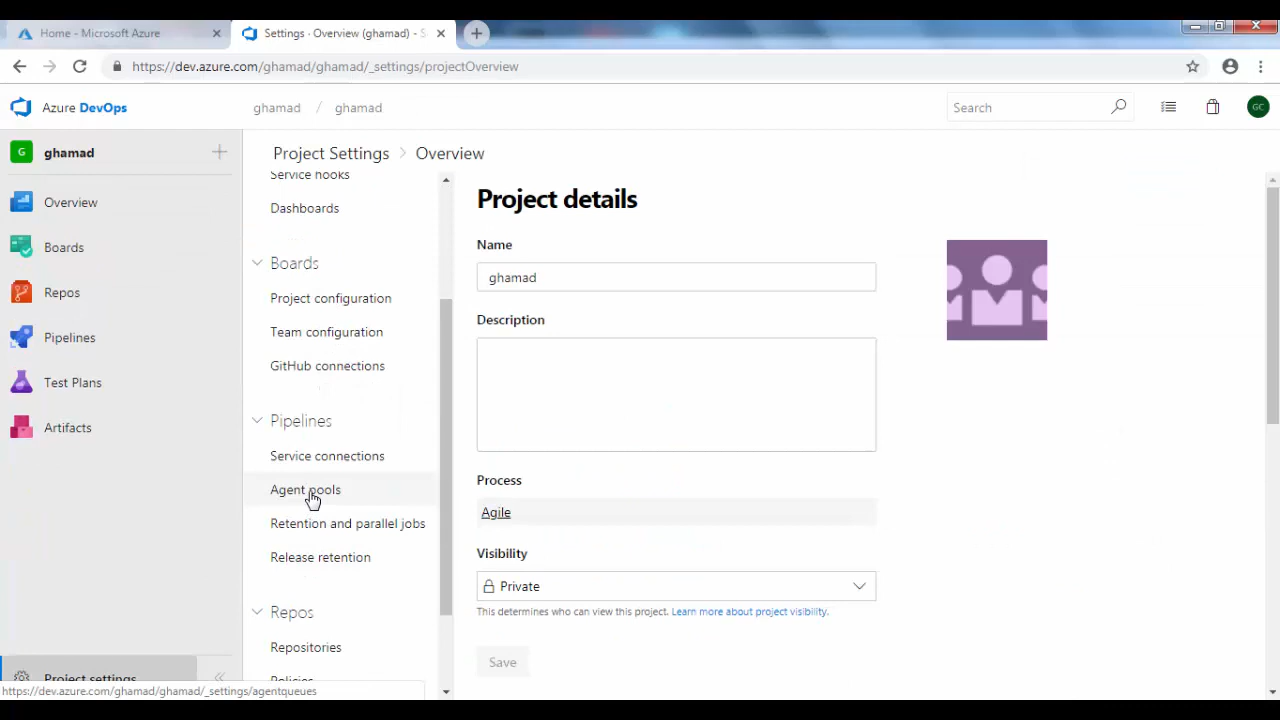 Home - Microsoft Azure
Settings · Overview (ghamad) - S
https://dev.azure.com/ghamad/ghamad/_settings/projectOverview
Azure DevOps
ghamad / ghamad
Search
GC
G
ghamad
Overview
Boards
Repos
Pipelines
Test Plans
Artifacts
Project settings
https://dev.azure.com/ghamad/ghamad/_settings/agentqueues
Project Settings > Overview
Service hooks
Dashboards
Boards
Project configuration
Team configuration
GitHub connections
Pipelines
Service connections
Agent pools
Retention and parallel jobs
Release retention
Repos
Repositories
Policies
Project details
Name
ghamad
Description
Process
Agile
Visibility
Private
This determines who can view this project. Learn more about project visibility.
Save